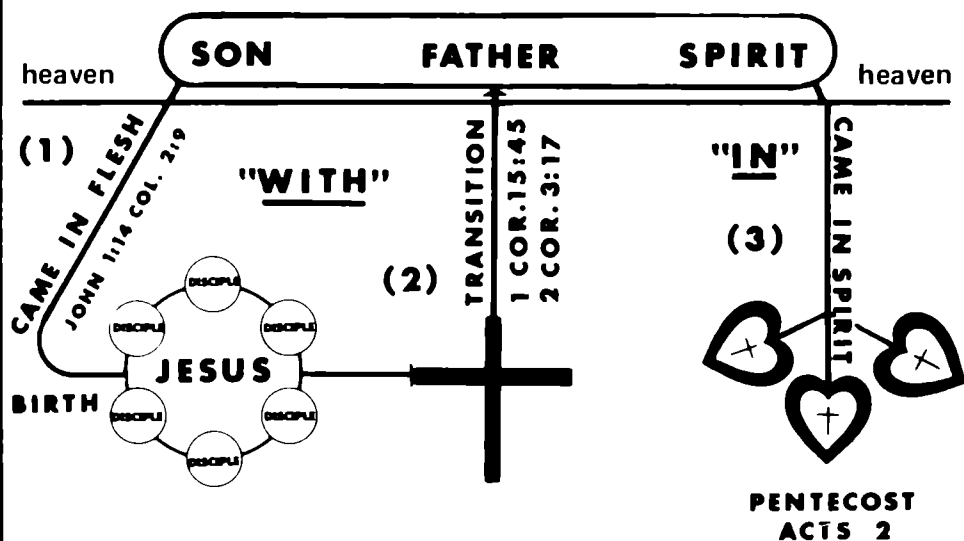 SON FATHER SPIRIT
heaven
heaven
(1)
CAME IN FLESH
JOHN 1:14 COL. 2:9
"WITH"
(2)
TRANSITION
1 COR.15:45
2 COR.3:17
"IN"
(3)
CAME IN SPIRIT
DISCIPLE
DISCIPLE
DISCIPLE
JESUS
BIRTH
DISCIPLE
DISCIPLE
DISCIPLE
PENTECOST
ACTS 2